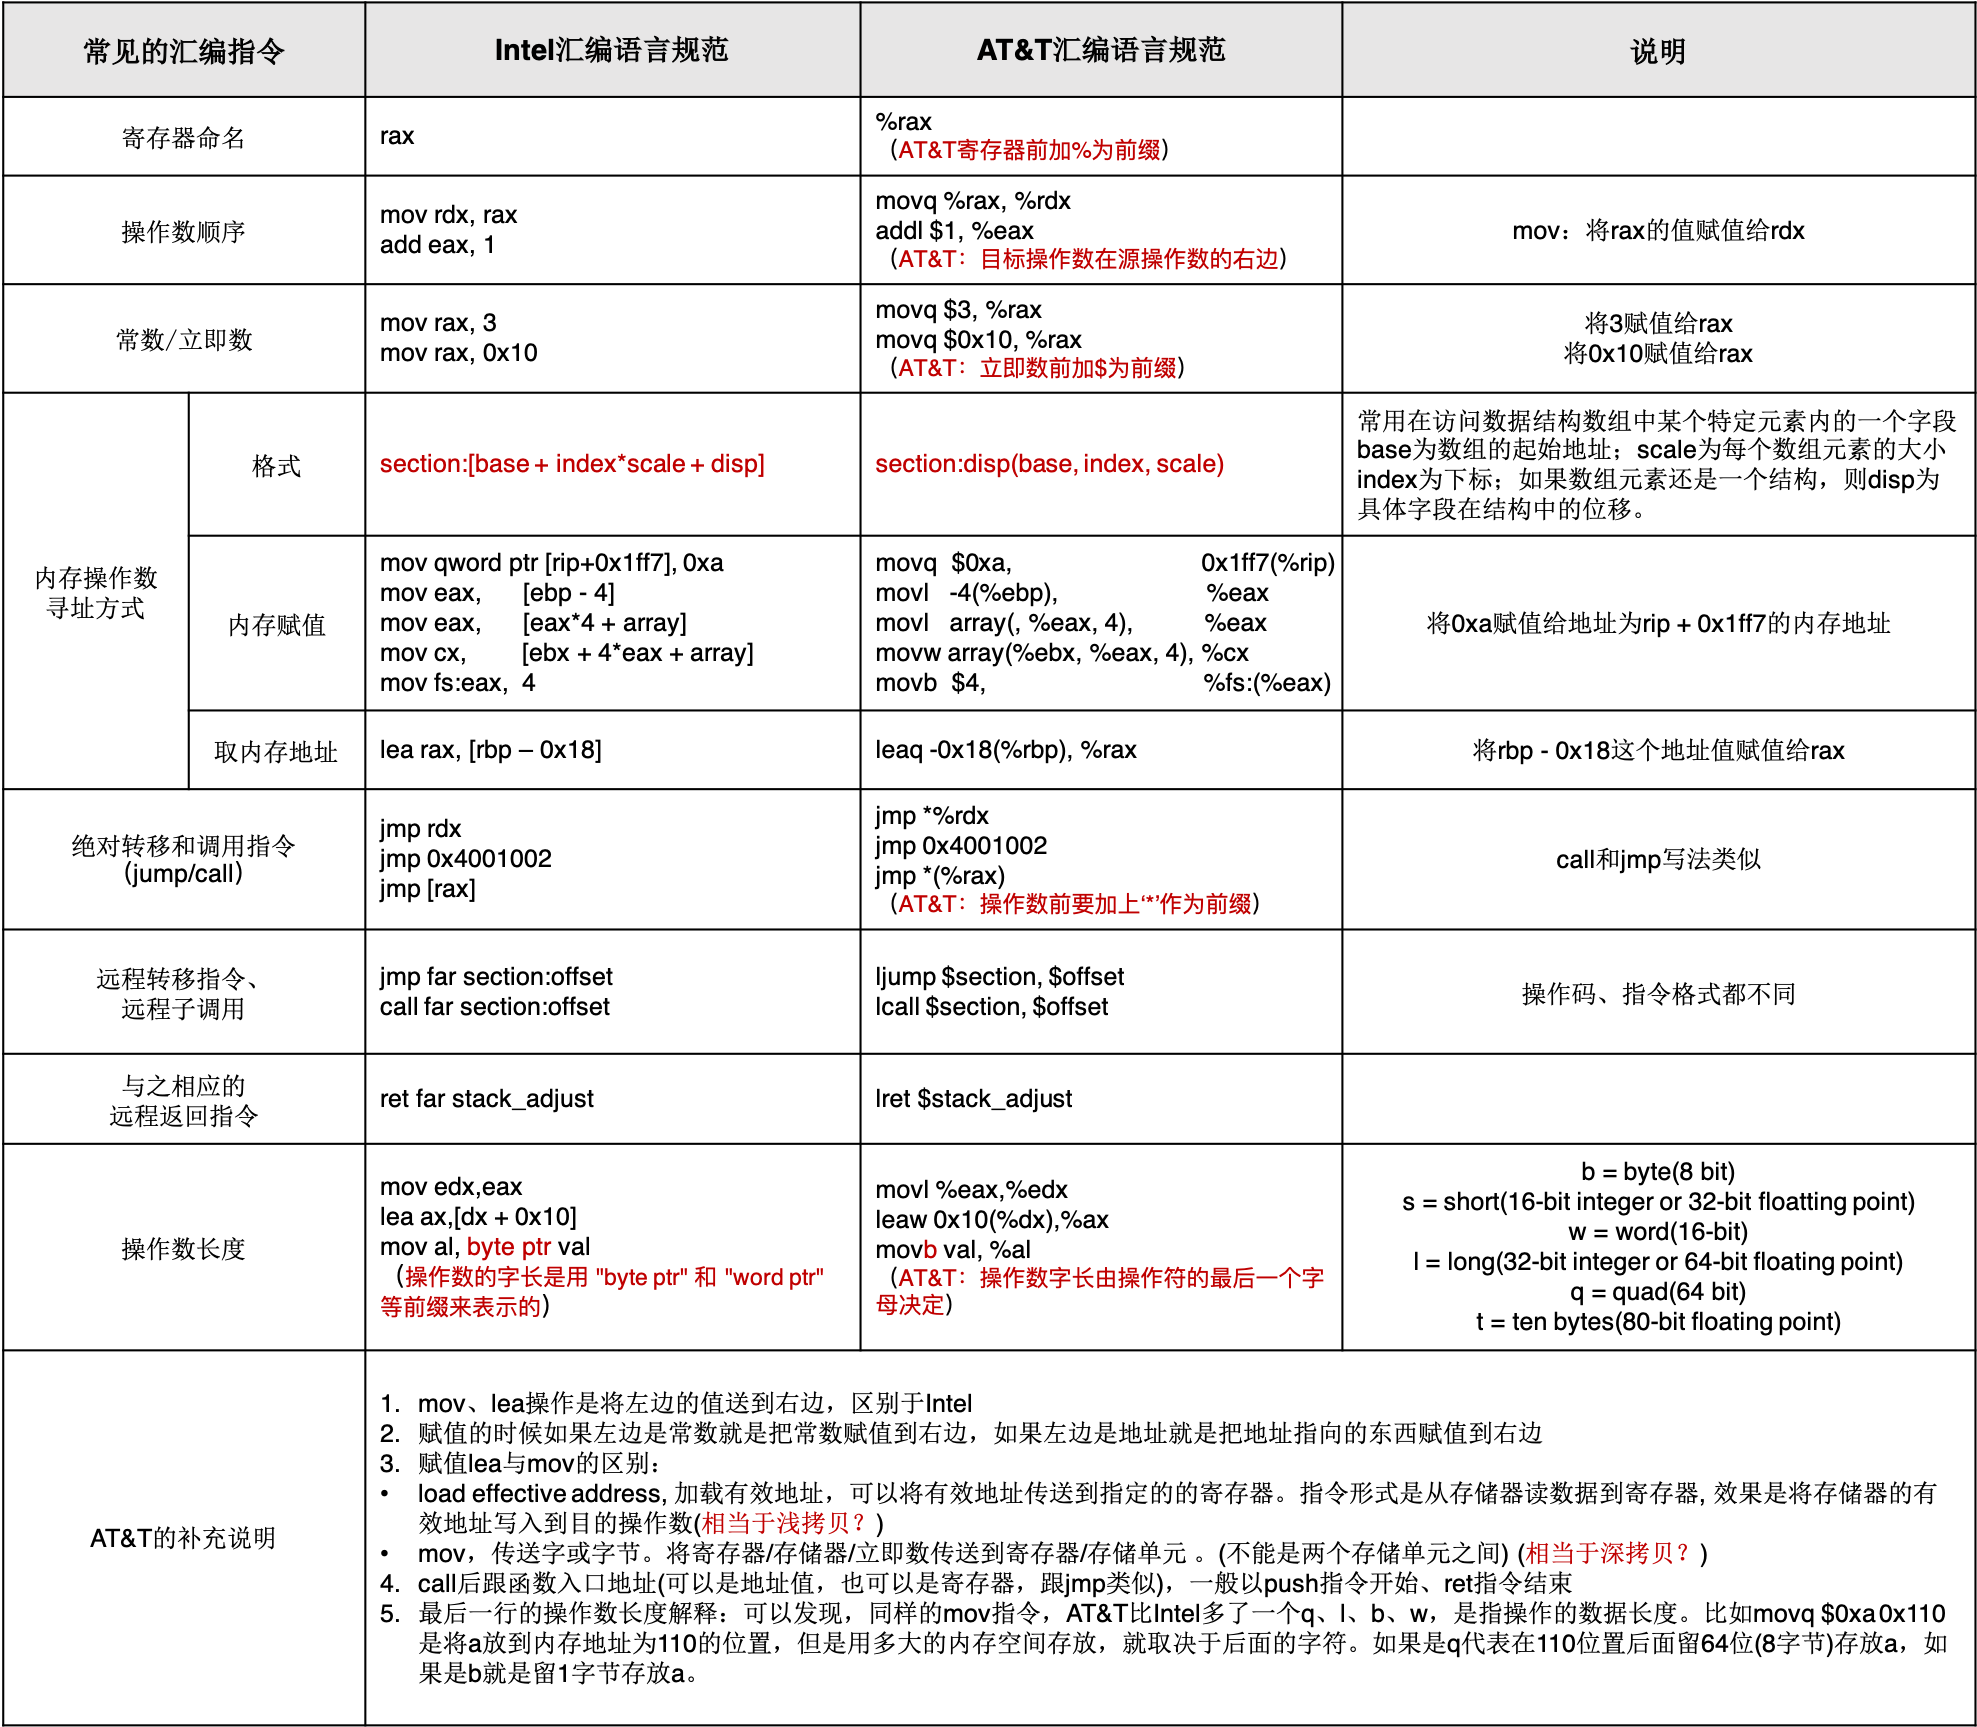 常见的汇编指令
Intel汇编语言规范
AT&T汇编语言规范
说明
寄存器命名
rax
%rax
（AT&T寄存器前加%为前缀）
操作数顺序
mov rdx, rax
add eax, 1
movq %rax, %rdx
addl $1, %eax
（AT&T：目标操作数在源操作数的右边）
mov：将rax的值赋值给rdx
常数/立即数
mov rax, 3
mov rax, 0x10
movq $3, %rax
movq $0x10, %rax
（AT&T：立即数前加$为前缀）
将3赋值给rax
将0x10赋值给rax
内存操作数
寻址方式
格式
section:[base + index*scale + disp]
section:disp(base, index, scale)
常用在访问数据结构数组中某个特定元素内的一个字段
base为数组的起始地址；scale为每个数组元素的大小
index为下标；如果数组元素还是一个结构，则disp为
具体字段在结构中的位移。
内存赋值
mov qword ptr [rip+0x1ff7], 0xa
mov eax, [ebp - 4]
mov eax, [eax*4 + array]
mov cx, [ebx + 4*eax + array]
mov fs:eax, 4
movq $0xa, 0x1ff7(%rip)
movl -4(%ebp), %eax
movl array(, %eax, 4), %eax
movw array(%ebx, %eax, 4), %cx
movb $4, %fs:(%eax)
将0xa赋值给地址为rip + 0x1ff7的内存地址
取内存地址
lea rax, [rbp – 0x18]
leaq -0x18(%rbp), %rax
将rbp - 0x18这个地址值赋值给rax
绝对转移和调用指令
（jump/call）
jmp rdx
jmp 0x4001002
jmp [rax]
jmp *%rdx
jmp 0x4001002
jmp *(%rax)
（AT&T：操作数前要加上‘*’作为前缀）
call和jmp写法类似
远程转移指令、
远程子调用
jmp far section:offset
call far section:offset
ljump $section, $offset
lcall $section, $offset
操作码、指令格式都不同
与之相应的
远程返回指令
ret far stack_adjust
lret $stack_adjust
操作数长度
mov edx,eax
lea ax,[dx + 0x10]
mov al, byte ptr val
（操作数的字长是用 "byte ptr" 和 "word ptr"
等前缀来表示的）
movl %eax,%edx
leaw 0x10(%dx),%ax
movb val, %al
（AT&T：操作数字长由操作符的最后一个字
母决定）
b = byte(8 bit)
s = short(16-bit integer or 32-bit floatting point)
w = word(16-bit)
l = long(32-bit integer or 64-bit floating point)
q = quad(64 bit)
t = ten bytes(80-bit floating point)
AT&T的补充说明
1. mov、lea操作是将左边的值送到右边，区别于Intel
2. 赋值的时候如果左边是常数就是把常数赋值到右边，如果左边是地址就是把地址指向的东西赋值到右边
3. 赋值lea与mov的区别：
• load effective address, 加载有效地址，可以将有效地址传送到指定的的寄存器。指令形式是从存储器读数据到寄存器, 效果是将存储器的有
效地址写入到目的操作数(相当于浅拷贝？)
• mov，传送字或字节。将寄存器/存储器/立即数传送到寄存器/存储单元 。(不能是两个存储单元之间) (相当于深拷贝？)
4. call后跟函数入口地址(可以是地址值，也可以是寄存器，跟jmp类似)，一般以push指令开始、ret指令结束
5. 最后一行的操作数长度解释：可以发现，同样的mov指令，AT&T比Intel多了一个q、l、b、w，是指操作的数据长度。比如movq $0xa 0x110
是将a放到内存地址为110的位置，但是用多大的内存空间存放，就取决于后面的字符。如果是q代表在110位置后面留64位(8字节)存放a，如
果是b就是留1字节存放a。